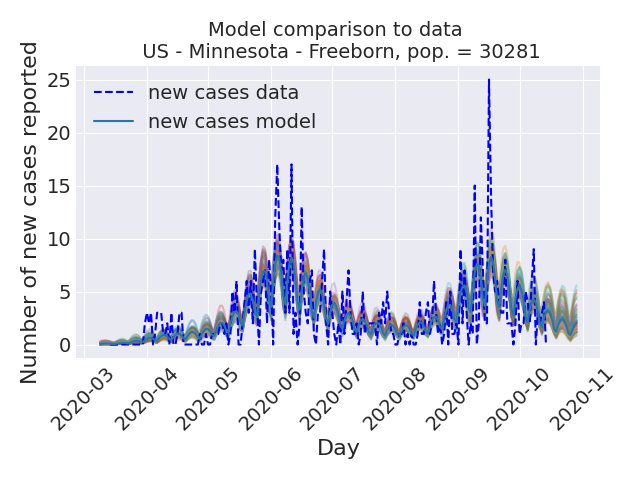 Model comparison to data
US - Minnesota - Freeborn, pop. = 30281
Number of new cases reported
25
20
15
10
5
0
new cases data
new cases model
2020-03
2020-04
2020-05
2020-06
2020-07
2020-08
2020-09
2020-10
2020-11
Day